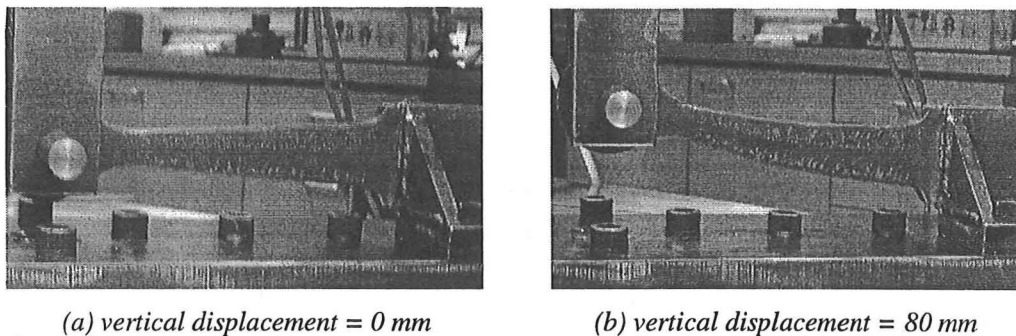 (a) vertical displacement = 0 mm
(b) vertical displacement = 80 mm